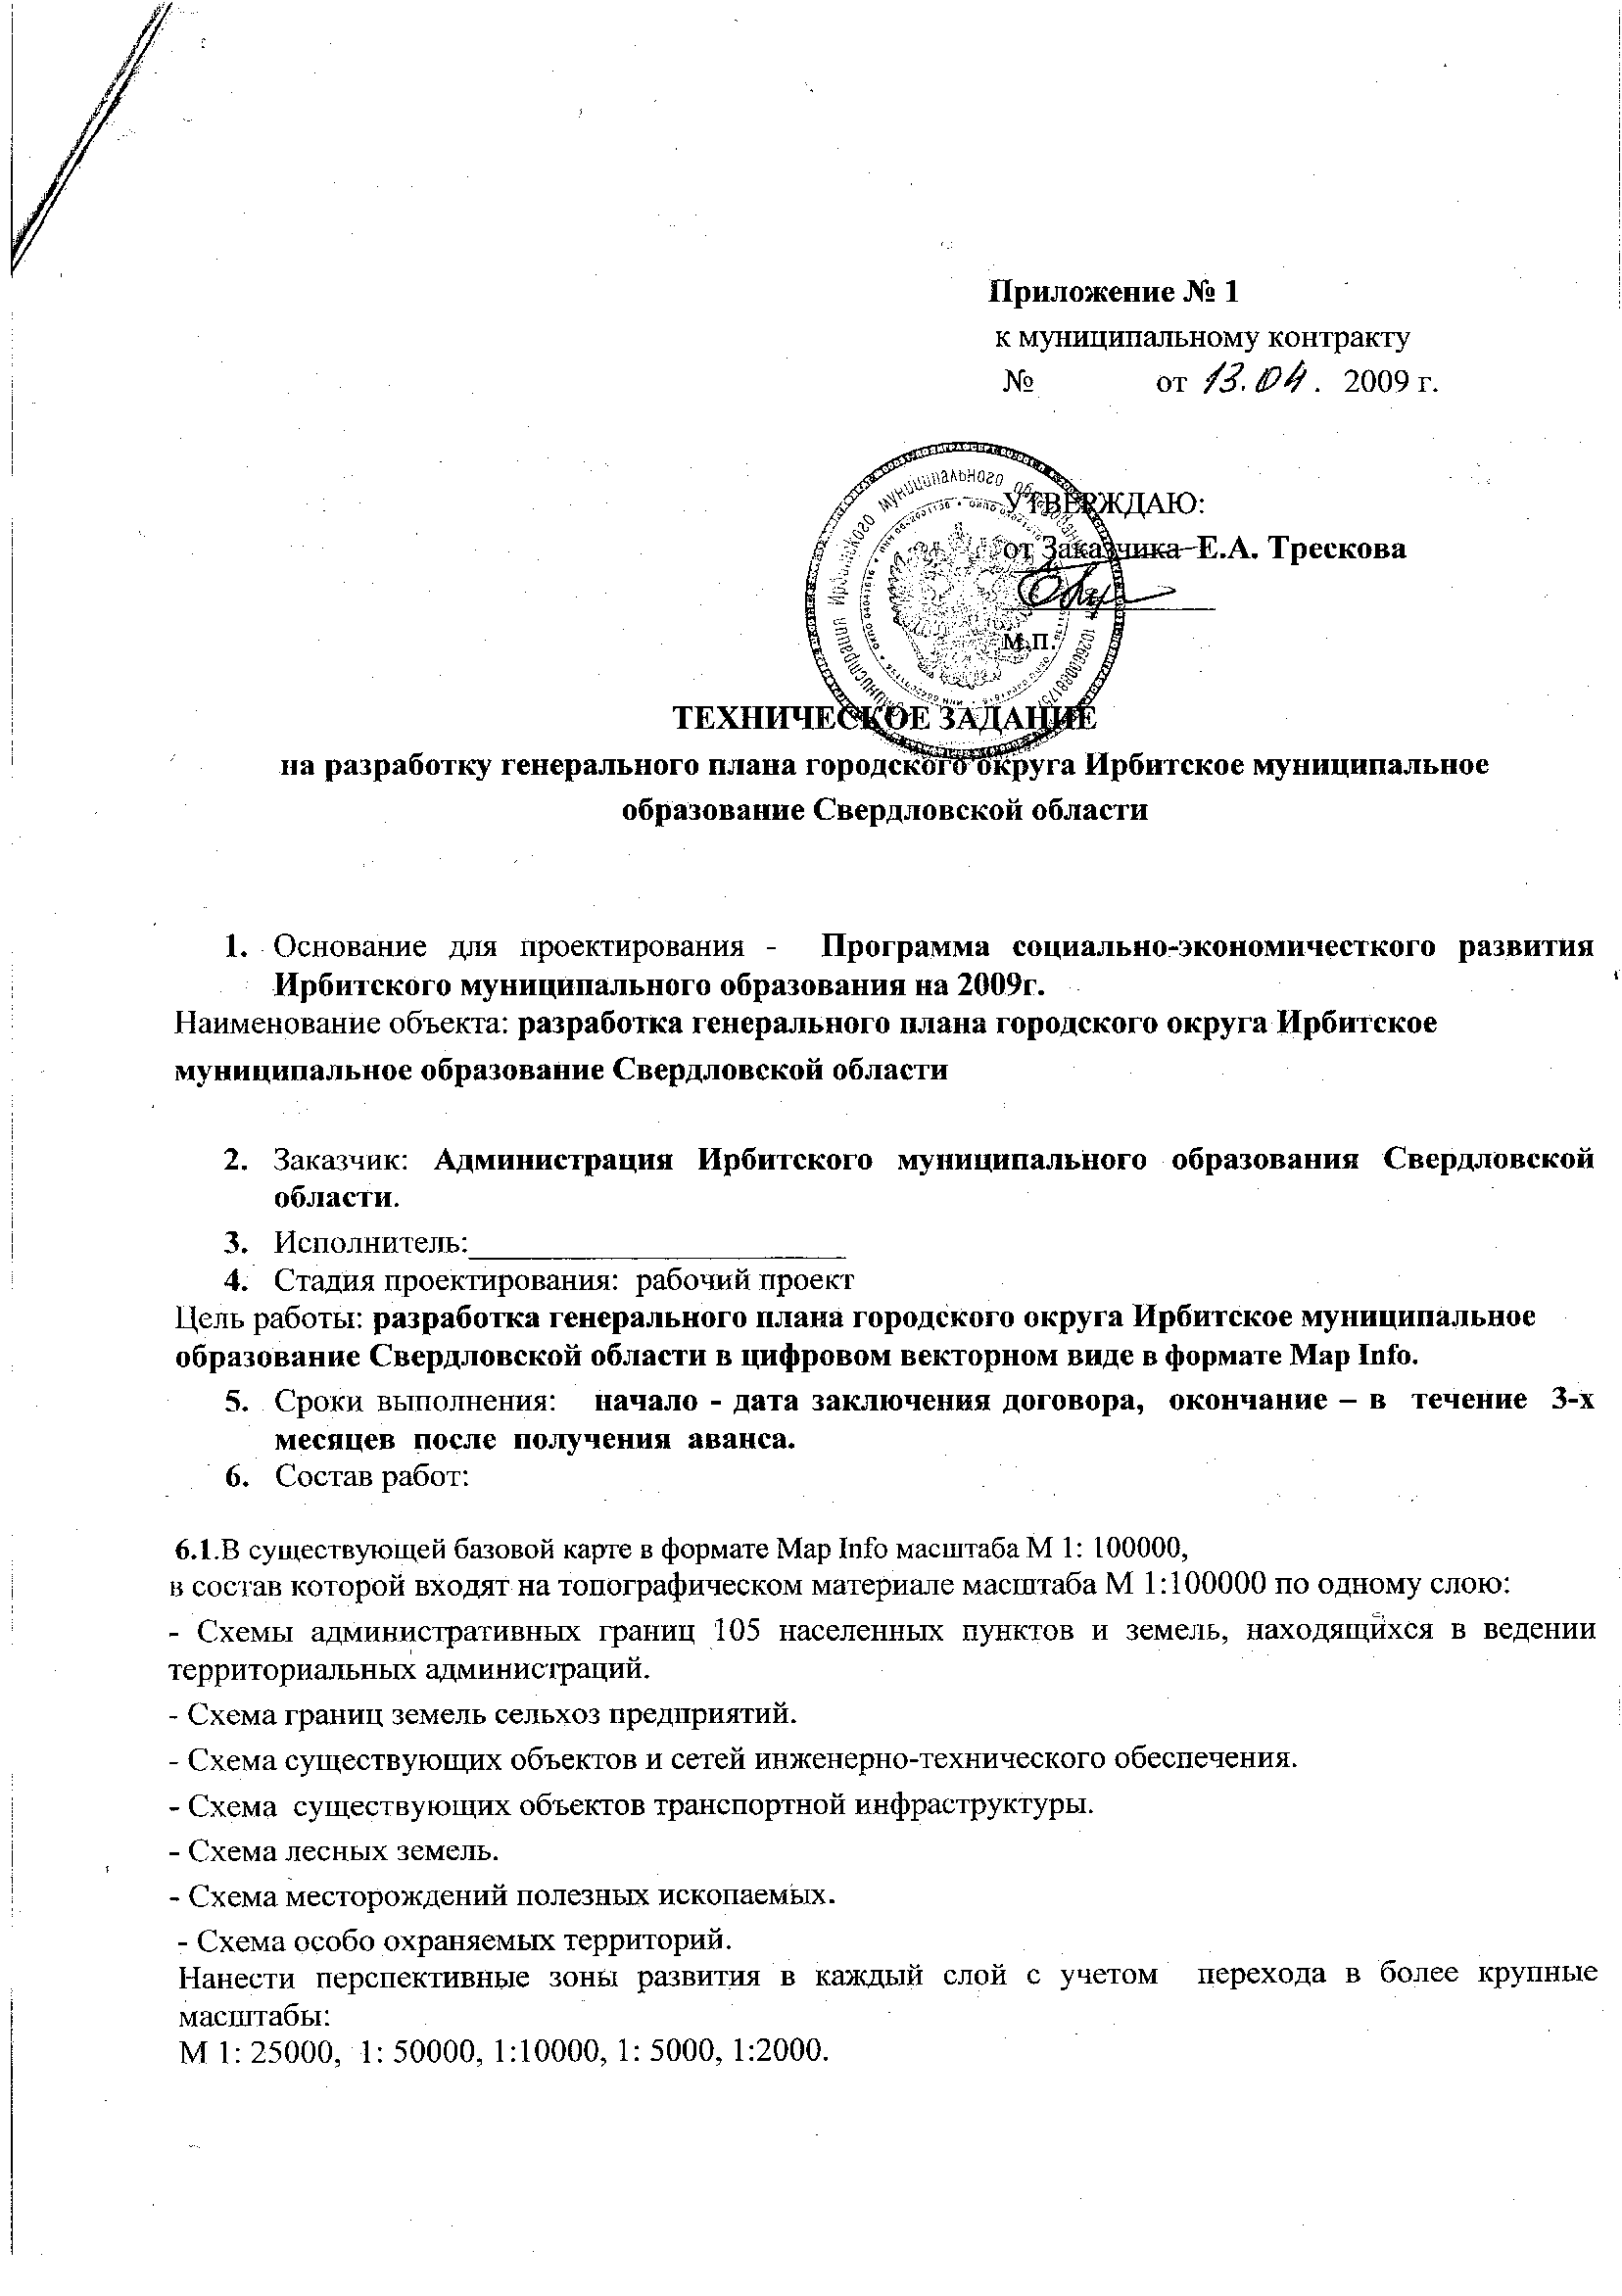 Приложение № 1
к муниципальному контракту
№ от 13.04. 2009 г.
УТВЕРЖДАЮ:
от Заказчика Е.А. Трескова
М.П.
ТЕХНИЧЕСКОЕ ЗАДАНИЕ
на разработку генерального плана городского округа Ирбитское муниципальное
образование Свердловской области
1. Основание для проектирования - Программа социально-экономичесткого развития
Ирбитского муниципального образования на 2009г.
Наименование объекта: разработка генерального плана городского округа Ирбитское
муниципальное образование Свердловской области
2. Заказчик: Администрация Ирбитского муниципального образования Свердловской
области.
3. Исполнитель:
4. Стадия проектирования: рабочий проект
Цель работы: разработка генерального плана городского округа Ирбитское муниципальное
образование Свердловской области в цифровом векторном виде в формате Map Info.
5. Сроки выполнения: начало - дата заключения договора, окончание – в течение 3-х
месяцев после получения аванса.
6. Состав работ:
6.1.В существующей базовой карте в формате Map Info масштаба М 1: 100000,
в состав которой входят на топографическом материале масштаба М 1:100000 по одному слою:
- Схемы административных границ 105 населенных пунктов и земель, находящихся в ведении
территориальных администраций.
- Схема границ земель сельхоз предприятий.
- Схема существующих объектов и сетей инженерно-технического обеспечения.
- Схема существующих объектов транспортной инфраструктуры.
- Схема лесных земель.
- Схема месторождений полезных ископаемых.
- Схема особо охраняемых территорий.
Нанести перспективные зоны развития в каждый слой с учетом перехода в более крупные
масштабы:
М 1: 25000, 1: 50000, 1:10000, 1: 5000, 1:2000.